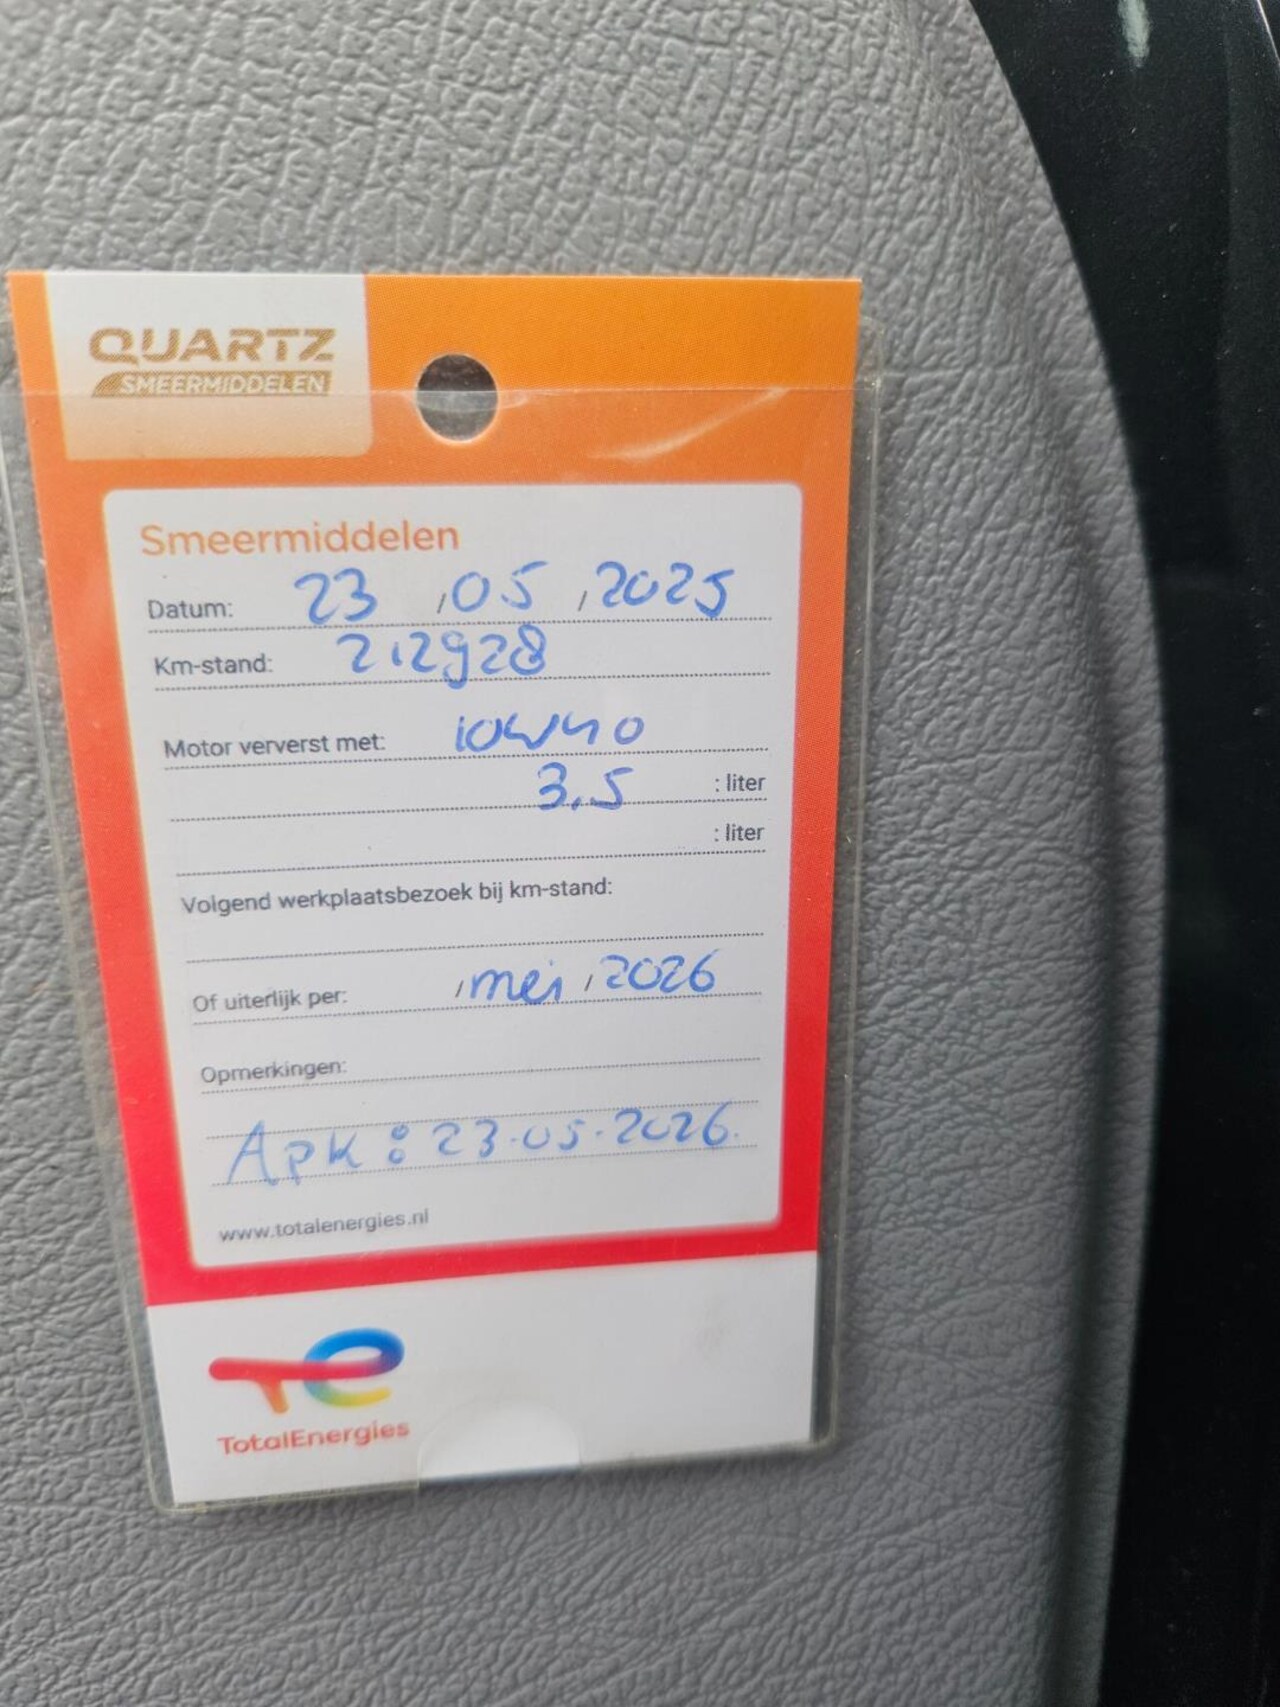 QUARTZ
SMEERMIDDELEN
Smeermiddelen
Datum: 23 / 05 / 2025
Km-stand: 212928
Motor ververst met: 10W40
3,5 : liter
: liter
Volgend werkplaatsbezoek bij km-stand:
Of uiterlijk per: / mei / 2026
Opmerkingen:
Apk: 23-05-2026.
www.totalenergies.nl
TotalEnergies